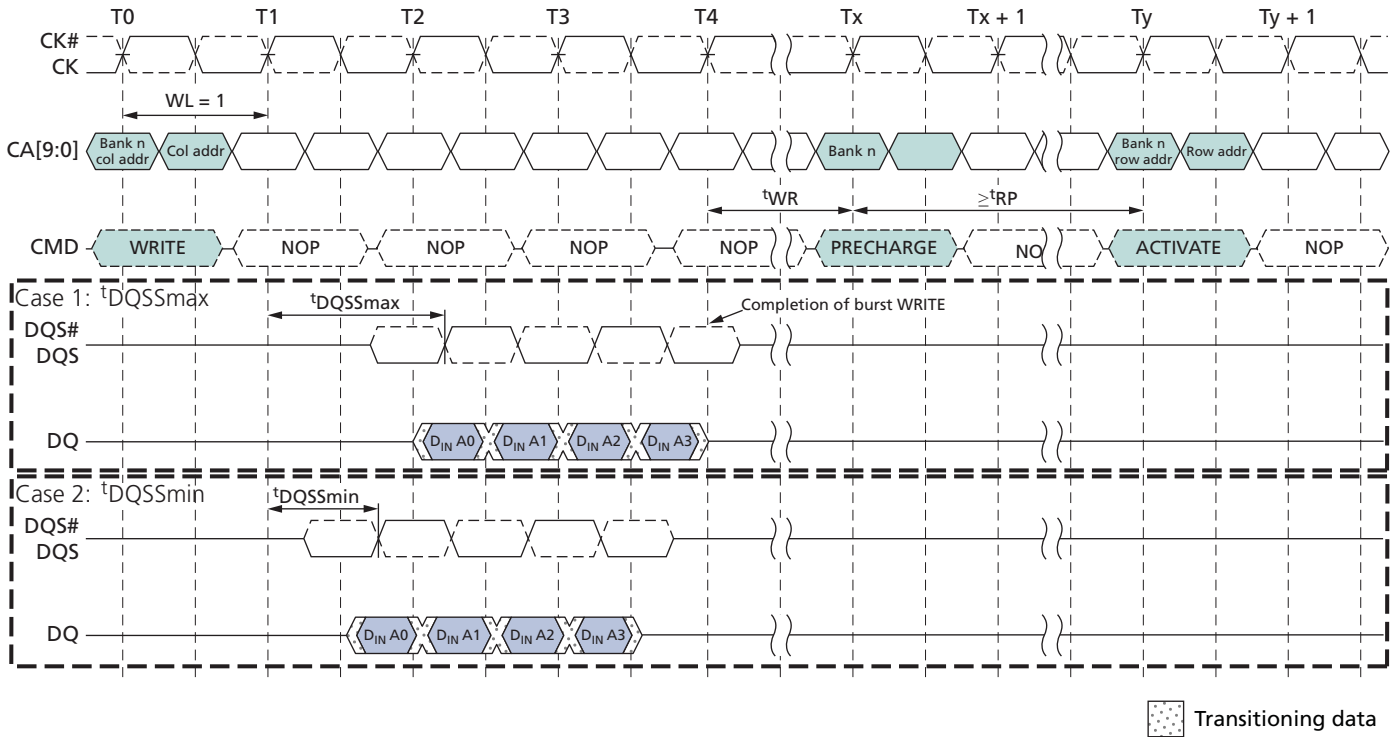 T0 T1 T2 T3 T4 Tx Tx + 1 Ty Ty + 1
CK#
CK
WL = 1
CA[9:0]
Bank n
col addr
Col addr
Bank n
Bank n
row addr
Row addr
tWR
≥tRP
CMD WRITE NOP NOP NOP NOP PRECHARGE NO ACTIVATE NOP
Case 1: tDQSSmax
tDQSSmax
Completion of burst WRITE
DQS#
DQS
DQ DIN A0 DIN A1 DIN A2 DIN A3
Case 2: tDQSSmin
tDQSSmin
DQS#
DQS
DQ DIN A0 DIN A1 DIN A2 DIN A3
Transitioning data